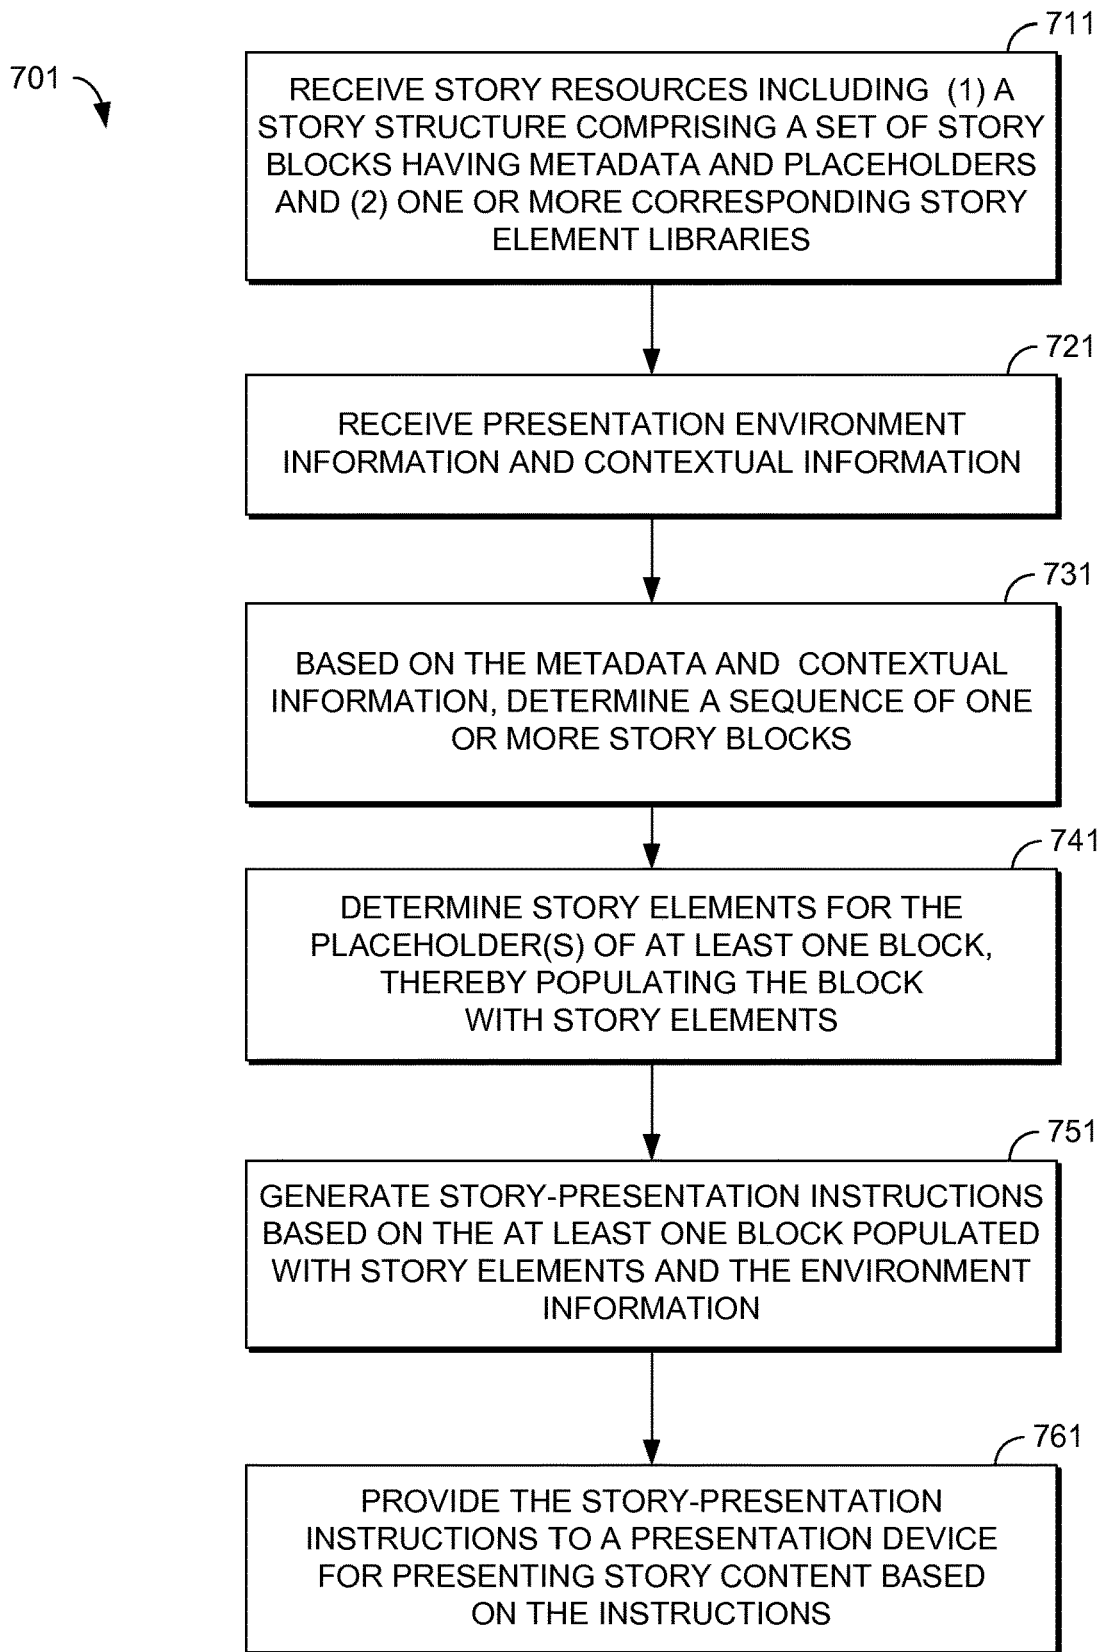 701
711
RECEIVE STORY RESOURCES INCLUDING (1) A
STORY STRUCTURE COMPRISING A SET OF STORY
BLOCKS HAVING METADATA AND PLACEHOLDERS
AND (2) ONE OR MORE CORRESPONDING STORY
ELEMENT LIBRARIES
721
RECEIVE PRESENTATION ENVIRONMENT
INFORMATION AND CONTEXTUAL INFORMATION
731
BASED ON THE METADATA AND CONTEXTUAL
INFORMATION, DETERMINE A SEQUENCE OF ONE
OR MORE STORY BLOCKS
741
DETERMINE STORY ELEMENTS FOR THE
PLACEHOLDER(S) OF AT LEAST ONE BLOCK,
THEREBY POPULATING THE BLOCK
WITH STORY ELEMENTS
751
GENERATE STORY-PRESENTATION INSTRUCTIONS
BASED ON THE AT LEAST ONE BLOCK POPULATED
WITH STORY ELEMENTS AND THE ENVIRONMENT
INFORMATION
761
PROVIDE THE STORY-PRESENTATION
INSTRUCTIONS TO A PRESENTATION DEVICE
FOR PRESENTING STORY CONTENT BASED
ON THE INSTRUCTIONS